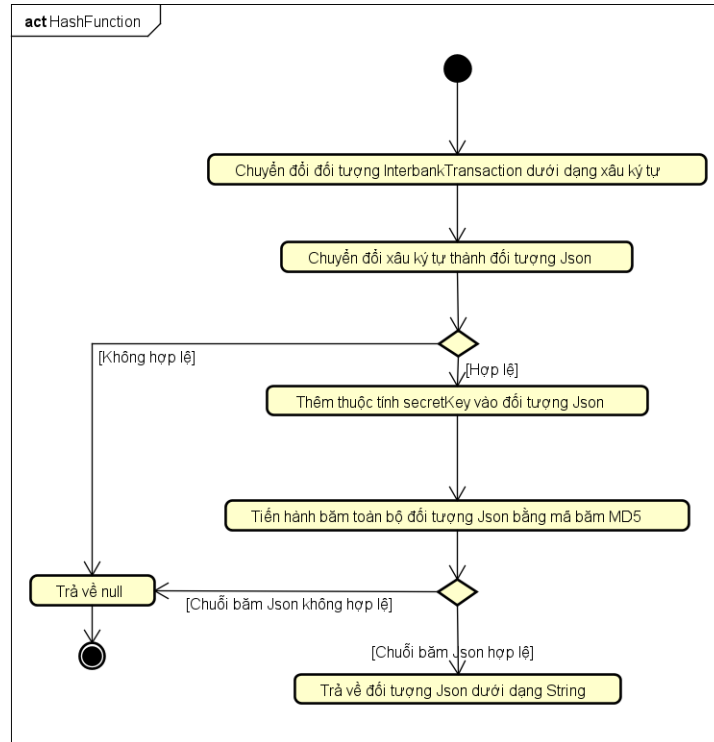 act HashFunction
Chuyển đổi đối tượng InterbankTransaction dưới dạng xâu ký tự
Chuyển đổi xâu ký tự thành đối tượng Json
[Không hợp lệ]
[Hợp lệ]
Thêm thuộc tính secretKey vào đối tượng Json
Tiến hành băm toàn bộ đối tượng Json bằng mã băm MD5
Trả về null
[Chuỗi băm Json không hợp lệ]
[Chuỗi băm Json hợp lệ]
Trả về đối tượng Json dưới dạng String